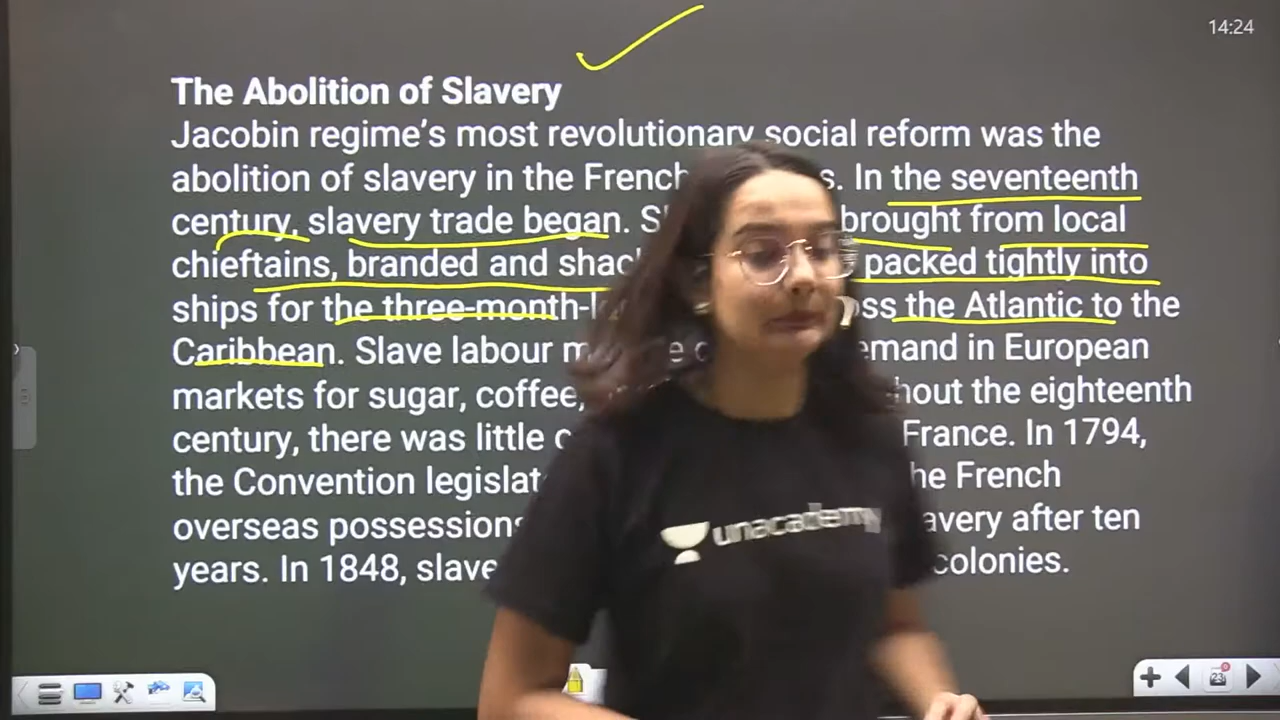 14:24
The Abolition of Slavery
Jacobin regime's most revolutionary social reform was the
abolition of slavery in the French s. In the seventeenth
century, slavery trade began. brought from local
chieftains, branded and shac packed tightly into
ships for the three-month-l oss the Atlantic to the
Caribbean. Slave labour emand in European
markets for sugar, coffee, hout the eighteenth
century, there was little France. In 1794,
the Convention legislat he French
overseas possessions avery after ten
years. In 1848, slave colonies.
unacademy